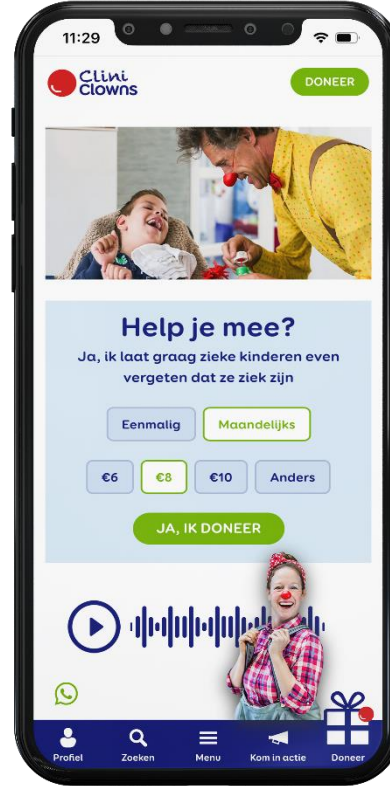 11:29
Clini
Clowns
DONEER
Help je mee?
Ja, ik laat graag zieke kinderen even
vergeten dat ze ziek zijn
Eenmalig
Maandelijks
€6
€8
€10
Anders
JA, IK DONEER
Profiel
Zoeken
Menu
Kom in actie
Doneer